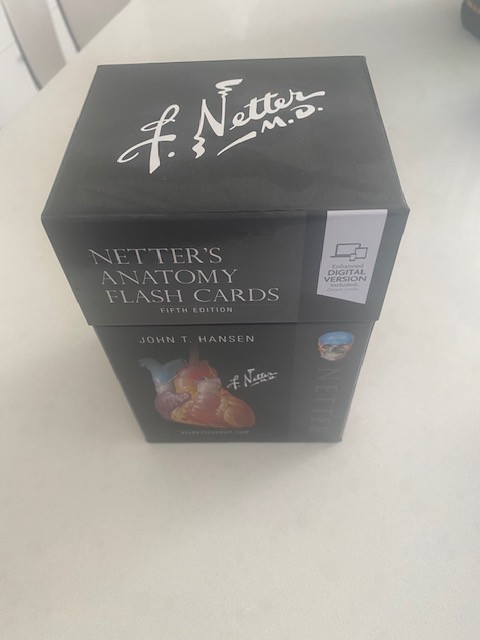 F. Netter
M.D.
NETTER'S
ANATOMY
FLASH CARDS
FIFTH EDITION
Enhanced
DIGITAL
VERSION
Included.
JOHN T. HANSEN
F. Netter
M.D.
NETTER